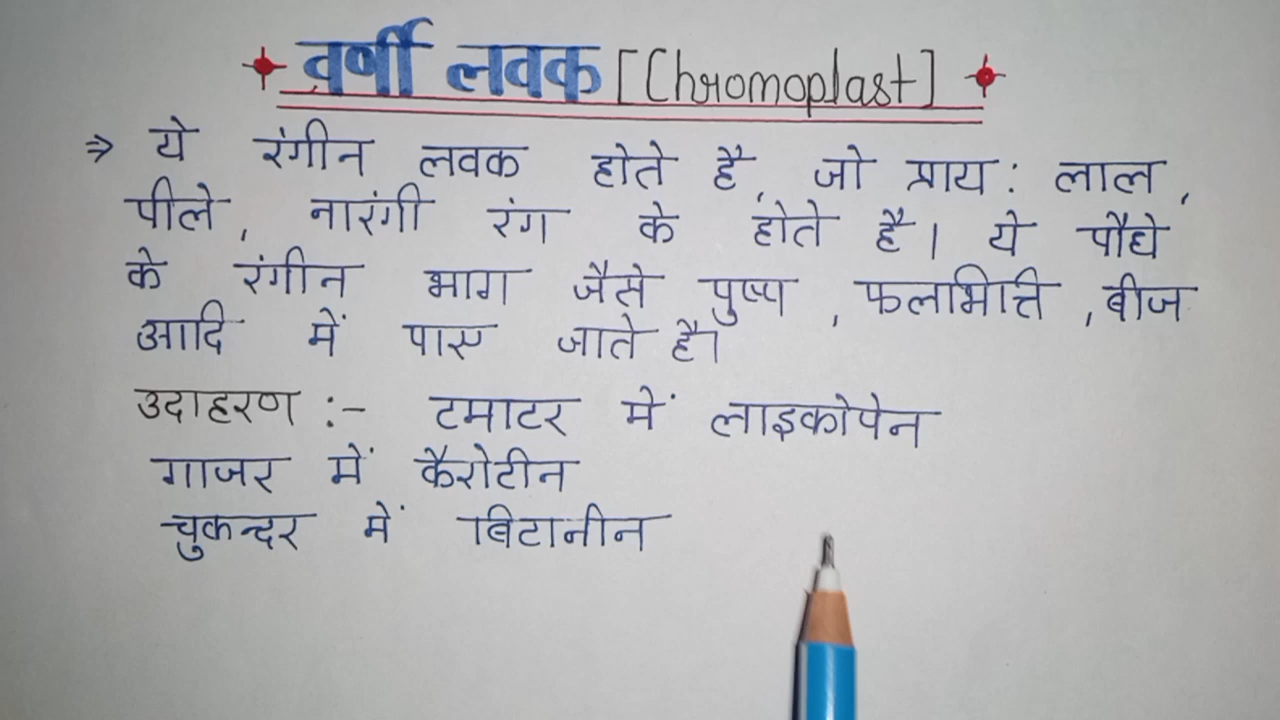 वर्णी लवक [Chromoplast]
⇒ ये रंगीन लवक होते है, जो प्राय: लाल,
पीले, नारंगी रंग के होते है। ये पौधे
के रंगीन भाग जैसे पुष्प, फलभित्ति, बीज
आदि में पाए जाते है।
उदाहरण :- टमाटर में लाइकोपेन
गाजर में कैरोटीन
चुकन्दर में बिटानीन